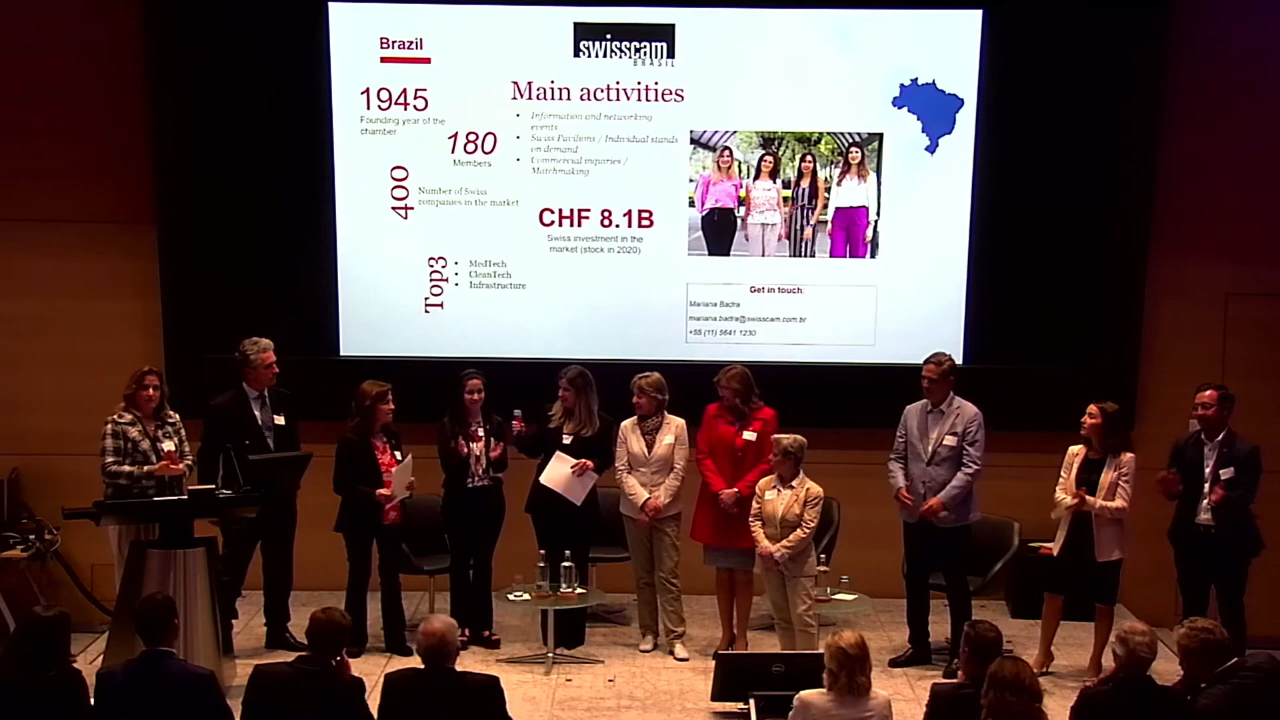 Brazil
swisscam
BRASIL
1945
Founding year of the
chamber
180
Members
400
Number of Swiss
companies in the market
Top3
• MedTech
• CleanTech
• Infrastructure
Main activities
• Information and networking
events
• Swiss Pavilions / Individual stands
on demand
• Commercial inquiries /
Matchmaking
CHF 8.1B
Swiss investment in the
market (stock in 2020)
Get in touch:
Mariana Badra
mariana.badra@swisscam.com.br
+55 (11) 5641 1230
DELL